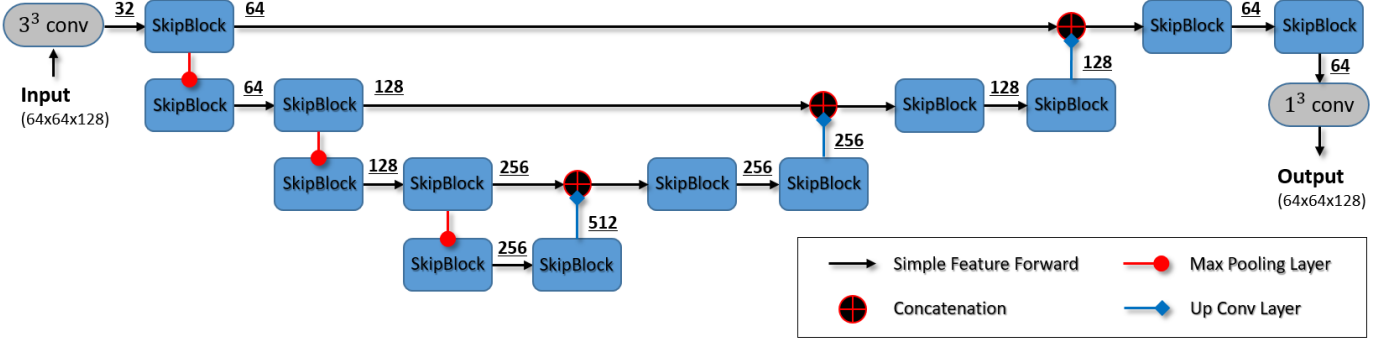 3³ conv
32
SkipBlock
64
SkipBlock
64
SkipBlock
Input
(64x64x128)
SkipBlock
64
SkipBlock
128
SkipBlock
128
SkipBlock
128
64
1³ conv
SkipBlock
128
SkipBlock
256
SkipBlock
256
SkipBlock
256
Output
(64x64x128)
SkipBlock
256
SkipBlock
512
Simple Feature Forward
Max Pooling Layer
Concatenation
Up Conv Layer